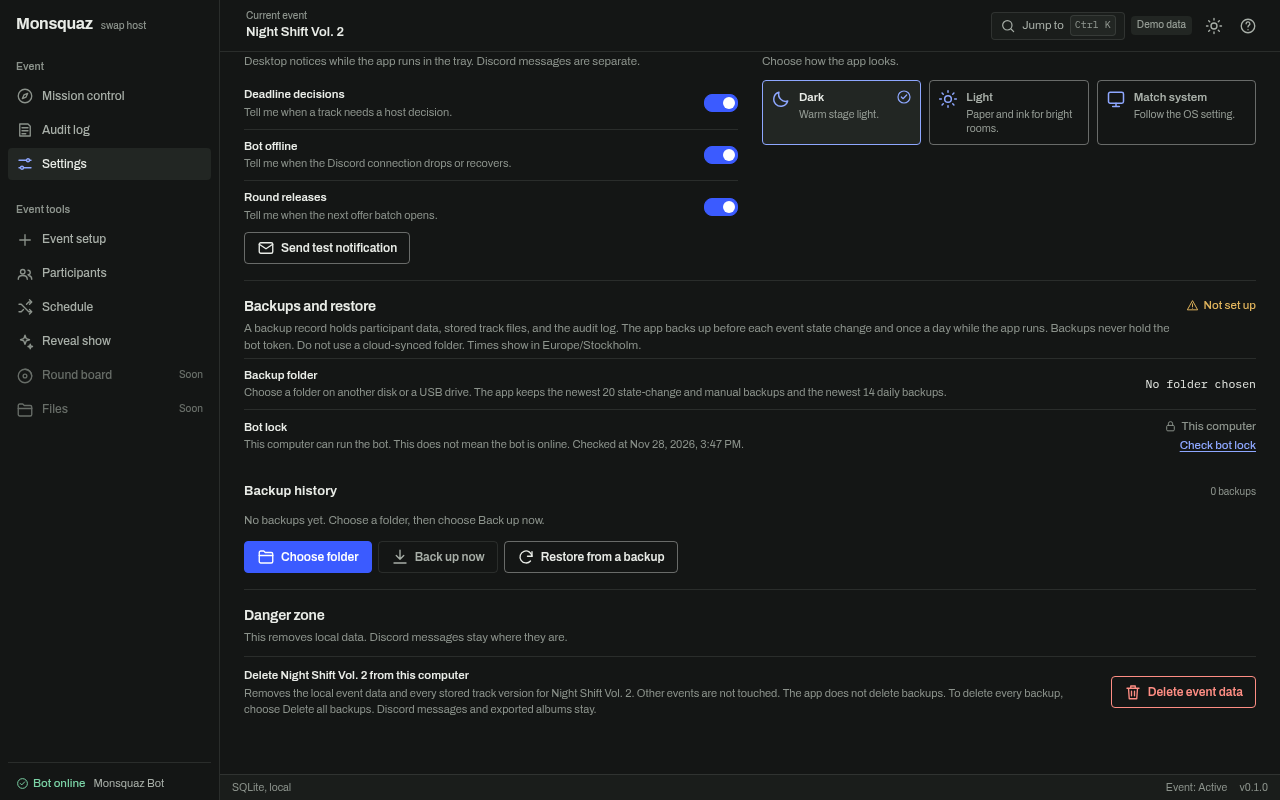 Monsquaz swap host
Event
Mission control
Audit log
Settings
Event tools
Event setup
Participants
Schedule
Reveal show
Round board Soon
Files Soon
Bot online Monsquaz Bot
Current event
Night Shift Vol. 2
Jump to Ctrl K
Demo data
Desktop notices while the app runs in the tray. Discord messages are separate.
Deadline decisions
Tell me when a track needs a host decision.
Bot offline
Tell me when the Discord connection drops or recovers.
Round releases
Tell me when the next offer batch opens.
Send test notification
Choose how the app looks.
Dark
Warm stage light.
Light
Paper and ink for bright
rooms.
Match system
Follow the OS setting.
Backups and restore
Not set up
A backup record holds participant data, stored track files, and the audit log. The app backs up before each event state change and once a day while the app runs. Backups never hold the
bot token. Do not use a cloud-synced folder. Times show in Europe/Stockholm.
Backup folder
Choose a folder on another disk or a USB drive. The app keeps the newest 20 state-change and manual backups and the newest 14 daily backups.
No folder chosen
Bot lock
This computer can run the bot. This does not mean the bot is online. Checked at Nov 28, 2026, 3:47 PM.
This computer
Check bot lock
Backup history
0 backups
No backups yet. Choose a folder, then choose Back up now.
Choose folder
Back up now
Restore from a backup
Danger zone
This removes local data. Discord messages stay where they are.
Delete Night Shift Vol. 2 from this computer
Removes the local event data and every stored track version for Night Shift Vol. 2. Other events are not touched. The app does not delete backups. To delete every backup,
choose Delete all backups. Discord messages and exported albums stay.
Delete event data
SQLite, local
Event: Active v0.1.0